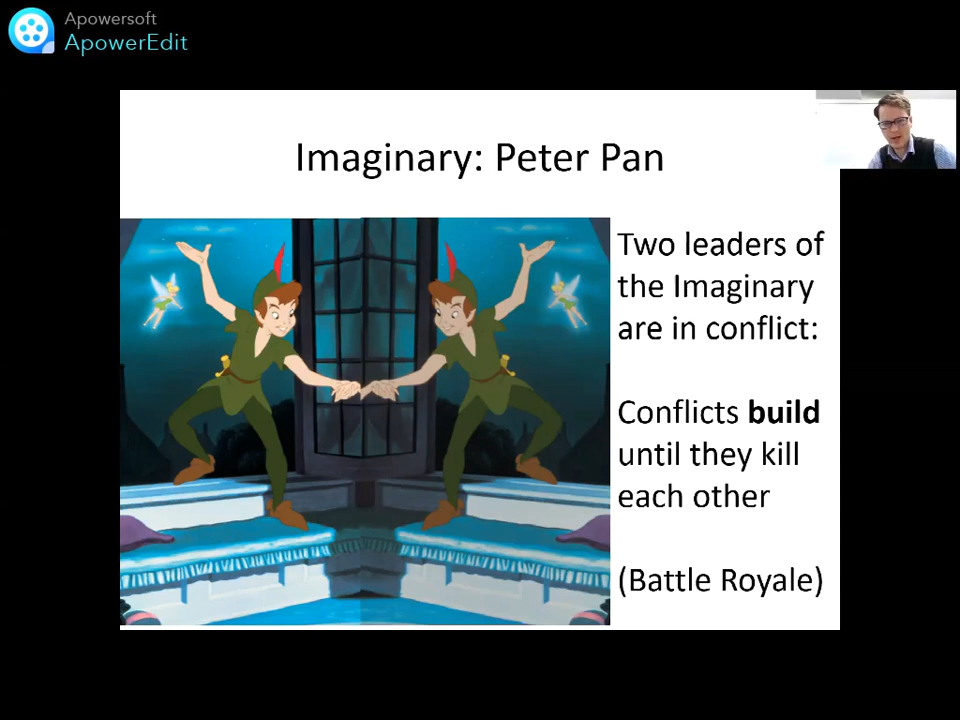 Apowersoft
ApowerEdit
Imaginary: Peter Pan
Two leaders of
the Imaginary
are in conflict:
Conflicts build
until they kill
each other
(Battle Royale)